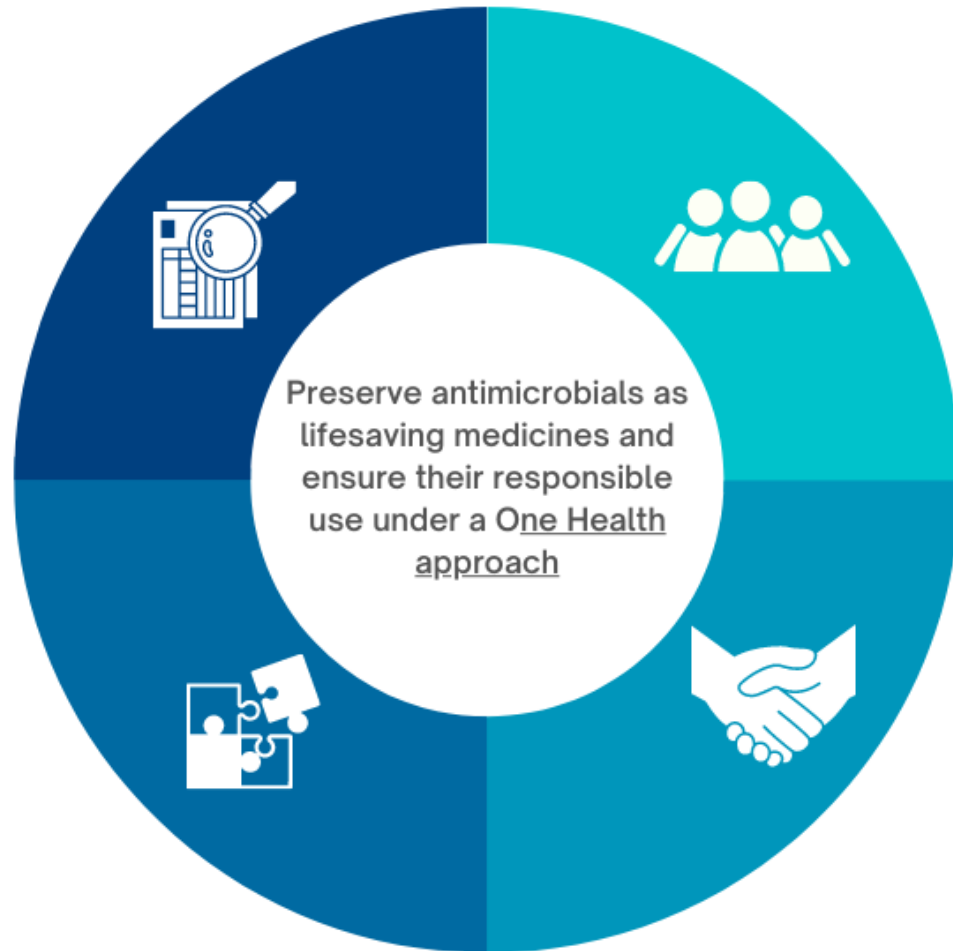 Preserve antimicrobials as
lifesaving medicines and
ensure their responsible
use under a One Health
approach